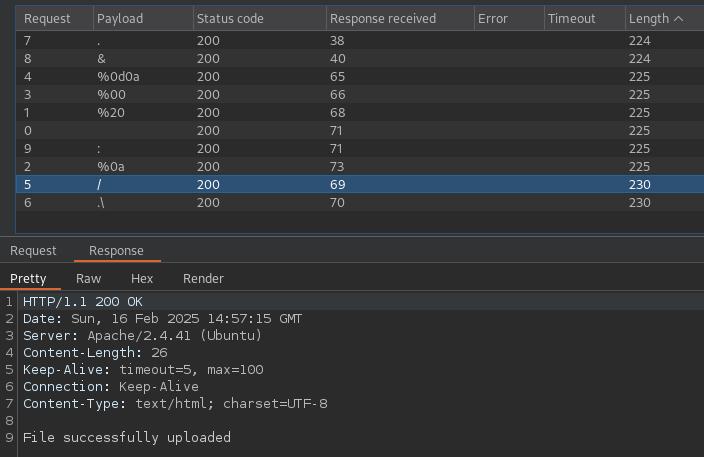 Request Payload Status code Response received Error Timeout Length
7 . 200 38 224
8 & 200 40 224
4 %0d0a 200 65 225
3 %00 200 66 225
1 %20 200 68 225
0 200 71 225
9 : 200 71 225
2 %0a 200 73 225
5 / 200 69 230
6 .\ 200 70 230
Request Response
Pretty Raw Hex Render
1 HTTP/1.1 200 OK
2 Date: Sun, 16 Feb 2025 14:57:15 GMT
3 Server: Apache/2.4.41 (Ubuntu)
4 Content-Length: 26
5 Keep-Alive: timeout=5, max=100
6 Connection: Keep-Alive
7 Content-Type: text/html; charset=UTF-8
8
9 File successfully uploaded